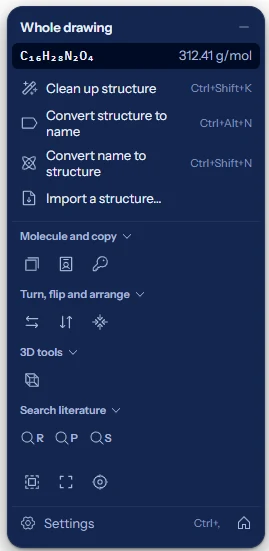 Whole drawing
C₁₆H₂₈N₂O₄ 312.41 g/mol
Clean up structure Ctrl+Shift+K
Convert structure to
name Ctrl+Alt+N
Convert name to
structure Ctrl+Shift+N
Import a structure...
Molecule and copy
Turn, flip and arrange
3D tools
Search literature
R P S
Settings Ctrl+,